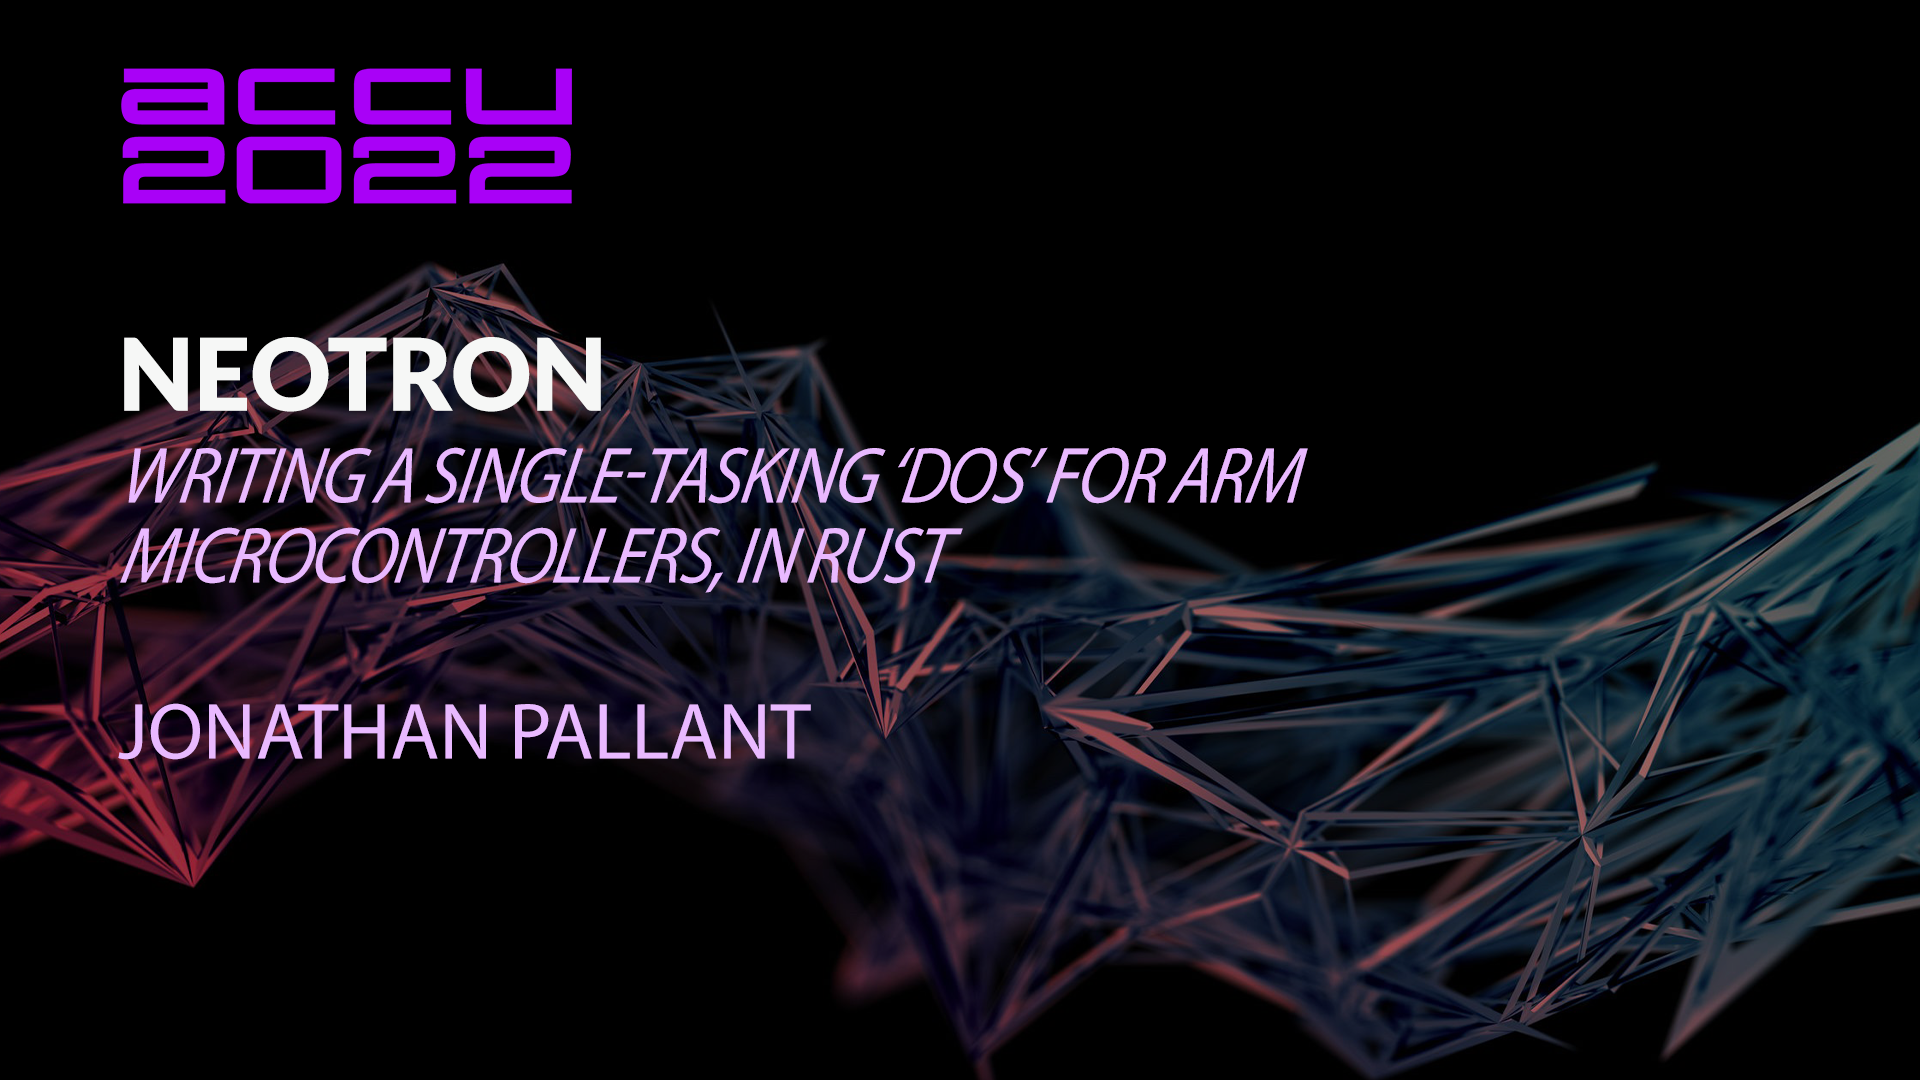 accu
2022
NEOTRON
WRITING A SINGLE-TASKING ‘DOS’ FOR ARM
MICROCONTROLLERS, IN RUST
JONATHAN PALLANT